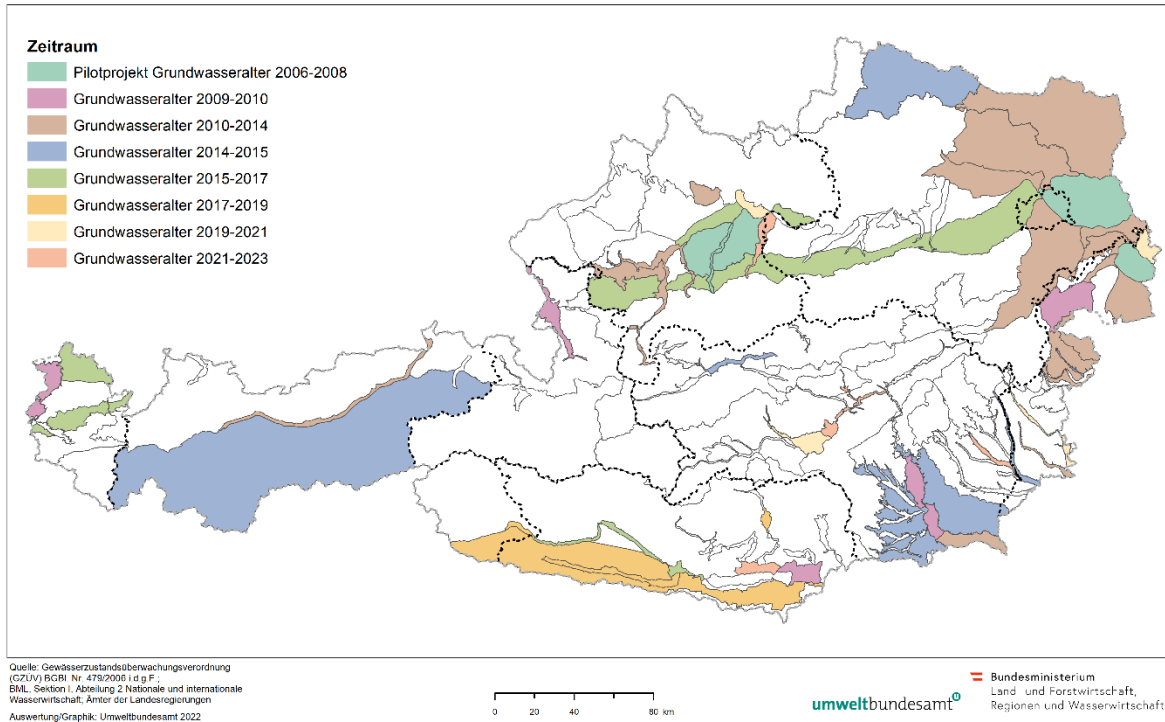 Zeitraum
Pilotprojekt Grundwasseralter 2006-2008
Grundwasseralter 2009-2010
Grundwasseralter 2010-2014
Grundwasseralter 2014-2015
Grundwasseralter 2015-2017
Grundwasseralter 2017-2019
Grundwasseralter 2019-2021
Grundwasseralter 2021-2023
Quelle: Gewässerzustandsüberwachungsverordnung
(GZÜV) BGBl. Nr. 479/2006 i.d.g.F.;
BML, Sektion I, Abteilung 2 Nationale und internationale
Wasserwirtschaft; Ämter der Landesregierungen
Auswertung/Graphik: Umweltbundesamt 2022
0 20 40 80 km
umweltbundesamt
Bundesministerium
Land- und Forstwirtschaft,
Regionen und Wasserwirtschaft